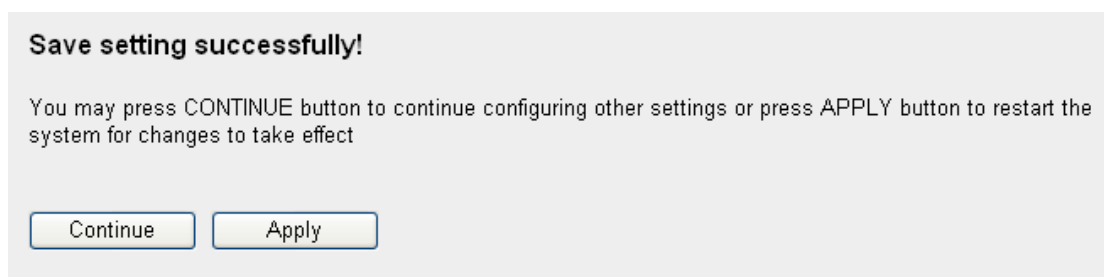 Save setting successfully!
You may press CONTINUE button to continue configuring other settings or press APPLY button to restart the
system for changes to take effect
Continue
Apply